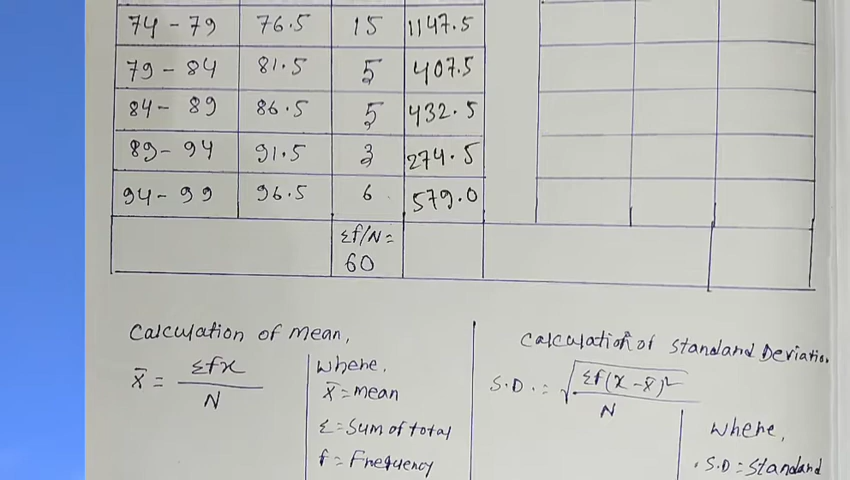 74 - 79 76.5 15 1147.5
79 - 84 81.5 5 407.5
84 - 89 86.5 5 432.5
89 - 94 91.5 3 274.5
94 - 99 96.5 6 579.0
Σf/N =
60
Calculation of mean,
x̄ = Σfx / N
where,
x̄ = mean
Σ = Sum of total
f = Frequency
Calculation of Standard Deviation
S.D. = √Σf(x - x̄)² / N
where,
S.D = Standard